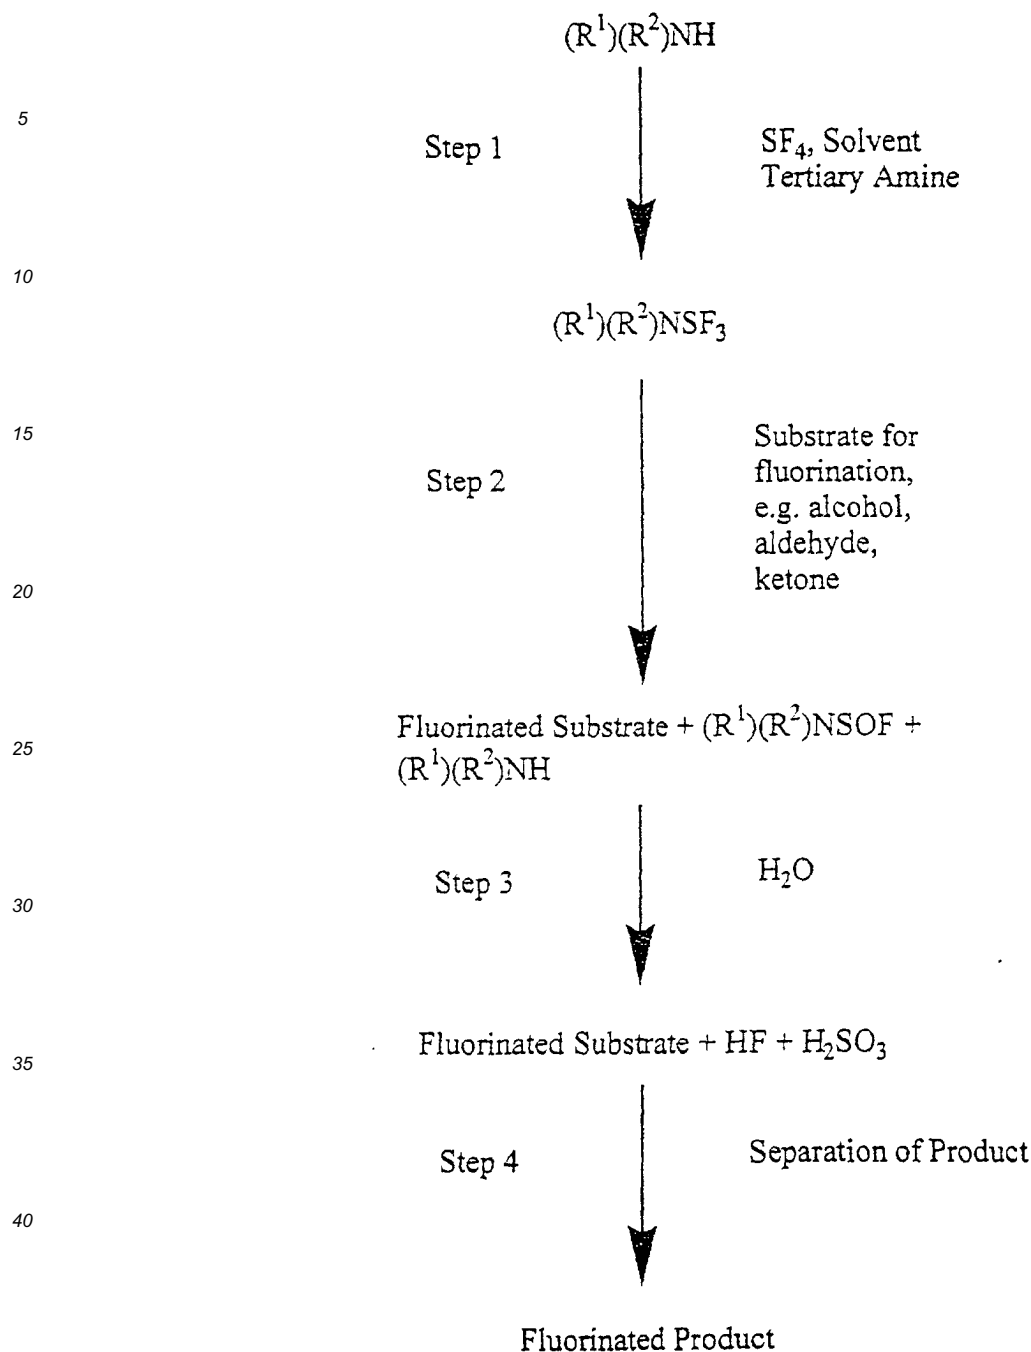 (R¹)(R²)NH
5
Step 1
SF₄, Solvent
Tertiary Amine
10
(R¹)(R²)NSF₃
15
Substrate for
fluorination,
e.g. alcohol,
aldehyde,
ketone
Step 2
20
Fluorinated Substrate + (R¹)(R²)NSOF +
(R¹)(R²)NH
25
Step 3
H₂O
30
Fluorinated Substrate + HF + H₂SO₃
35
Step 4
Separation of Product
40
Fluorinated Product